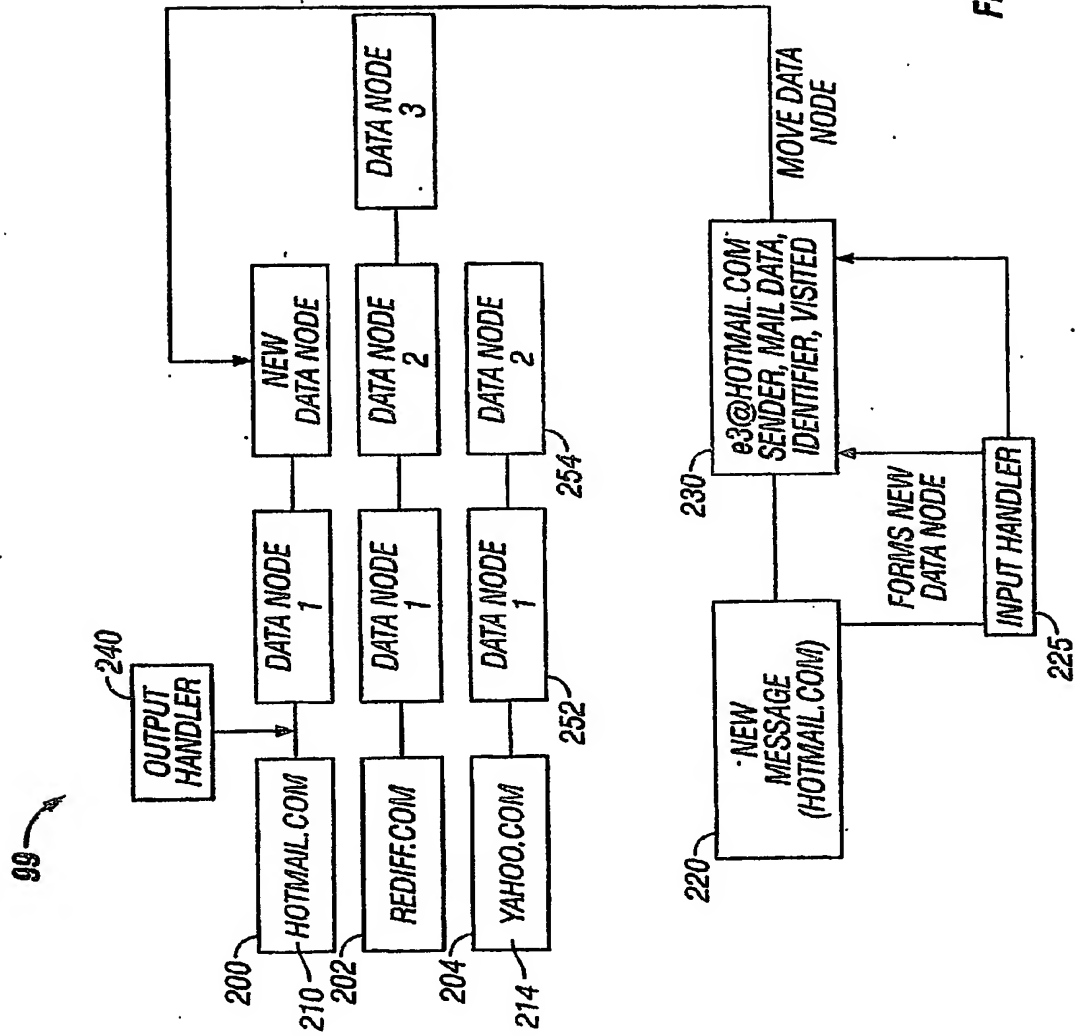 99
240
OUTPUT
HANDLER
200
210
HOTMAIL.COM
DATA NODE
1
NEW
DATA NODE
202
REDIFF.COM
DATA NODE
1
DATA NODE
2
DATA NODE
3
204
214
YAHOO.COM
DATA NODE
1
252
DATA NODE
2
254
220
NEW
MESSAGE
(HOTMAIL.COM)
FORMS NEW
DATA NODE
INPUT HANDLER
225
230
e3@HOTMAIL.COM
SENDER, MAIL DATA,
IDENTIFIER, VISITED
MOVE DATA
NODE